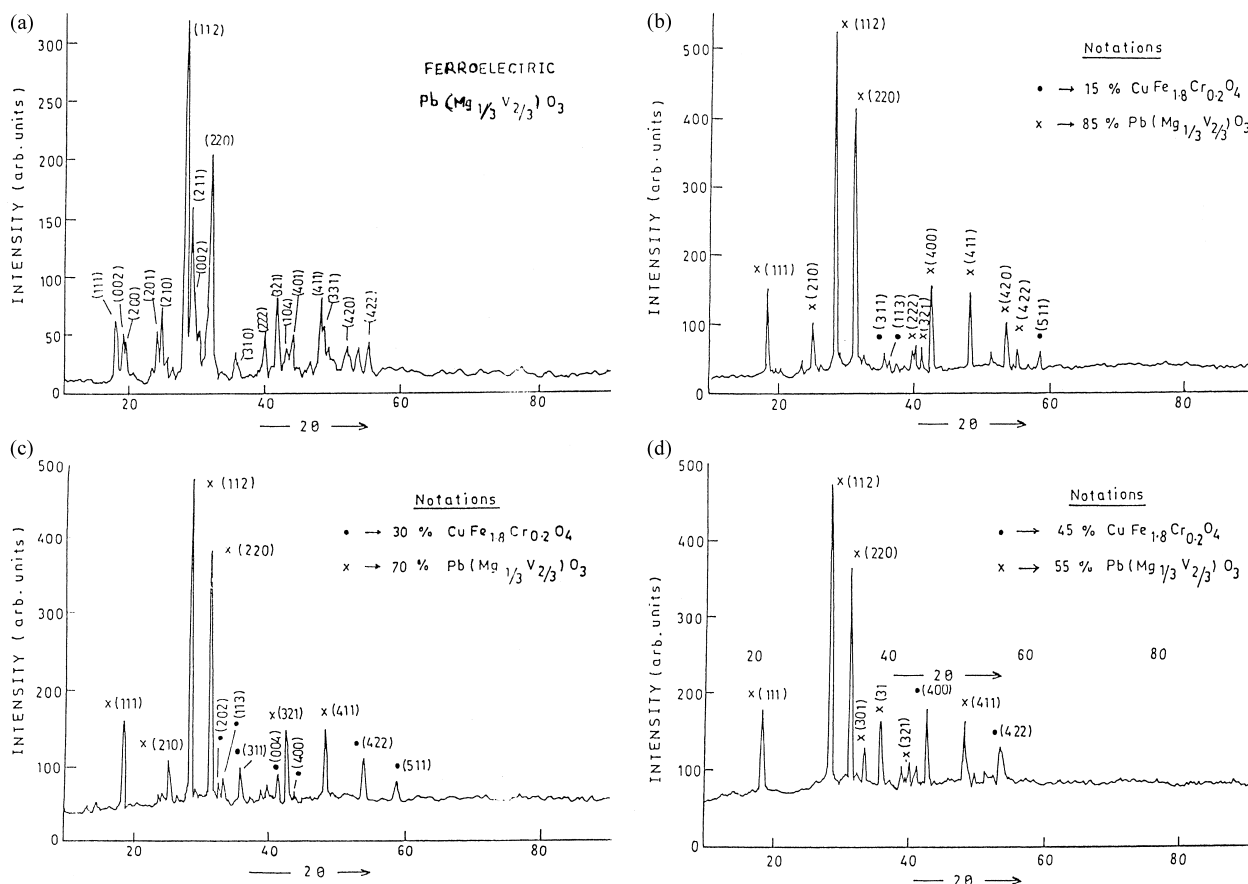 (a)
300
250
200
150
100
50
0
INTENSITY (arb. units)
FERROELECTRIC
Pb (Mg 1/3 V 2/3) O3
(111)
(002)
(200)
(201)
(210)
(112)
(211)
(002)
(220)
(310)
(222)
(321)
(104)
(401)
(411)
(331)
(420)
(422)
20 40 60 80
2θ
(b)
500
400
300
200
100
0
INTENSITY (arb. units)
Notations
• → 15 % CuFe1.8Cr0.2O4
x → 85 % Pb(Mg1/3V2/3)O3
x (111)
x (210)
x (112)
x (220)
• (311)
• (113)
x (222)
x (321)
x (400)
x (411)
x (420)
x (422)
• (511)
20 40 60 80
2θ
(c)
500
400
300
200
100
0
INTENSITY (arb. units)
Notations
• → 30 % CuFe1.8Cr0.2O4
x → 70 % Pb(Mg1/3V2/3)O3
x (111)
x (210)
x (112)
x (220)
• (202)
• (113)
• (311)
• (004)
x (321)
• (400)
x (411)
• (422)
• (511)
20 40 60 80
2θ
(d)
500
400
300
200
100
0
INTENSITY (arb. units)
Notations
• → 45 % CuFe1.8Cr0.2O4
x → 55 % Pb(Mg1/3V2/3)O3
20 40 60 80
2θ
x (111)
x (112)
x (220)
x (301)
x (31
x (321)
• (400)
x (411)
• (422)
20 40 60 80
2θ